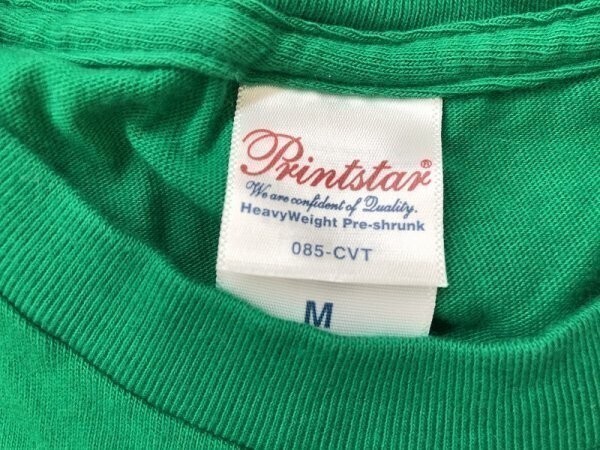 Printstar®
We are confident of Quality.
HeavyWeight Pre-shrunk
085-CVT
M